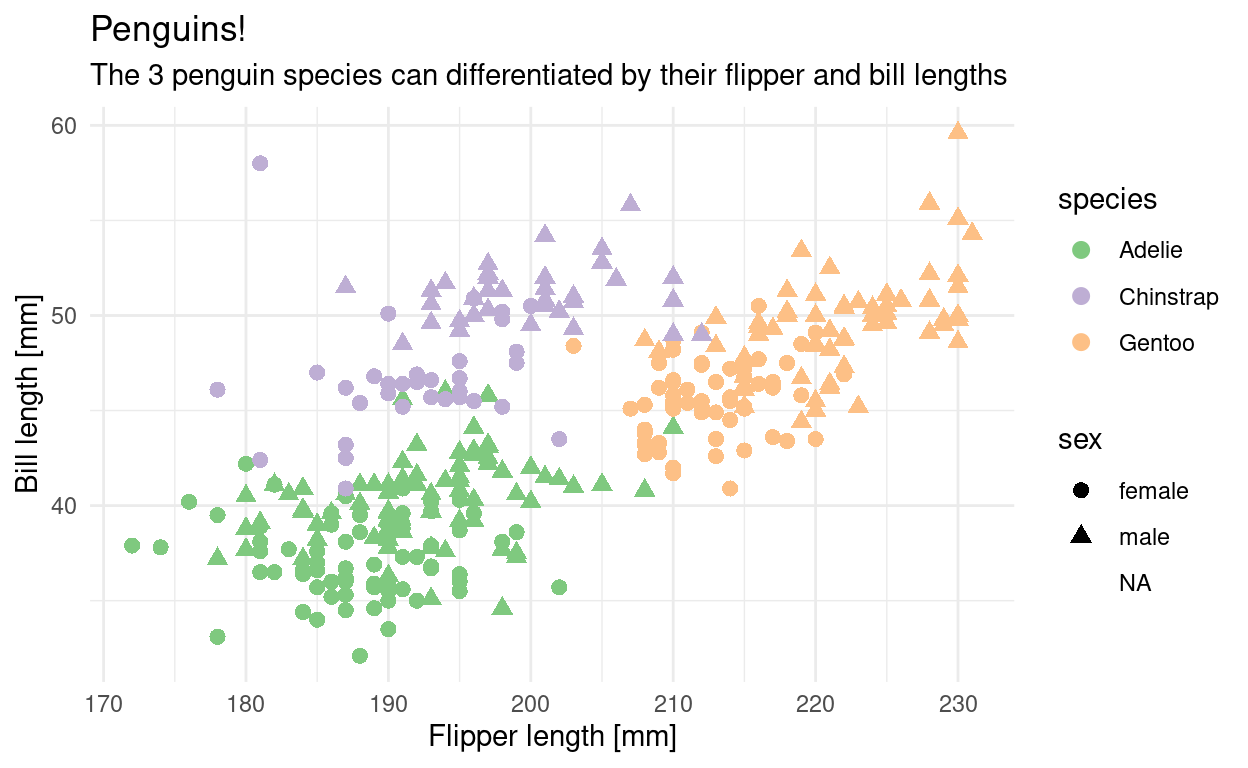 Penguins!
The 3 penguin species can differentiated by their flipper and bill lengths
60
50
40
Bill length [mm]
170 180 190 200 210 220 230
Flipper length [mm]
species
Adelie
Chinstrap
Gentoo
sex
female
male
NA